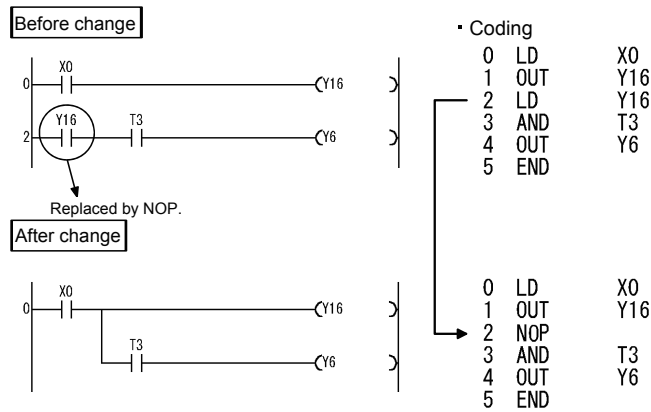 Before change
X0
0 Y16
Y16 T3
2 Y6
Replaced by NOP.
After change
X0
0 Y16
T3
Y6
▪ Coding
0 LD X0
1 OUT Y16
2 LD Y16
3 AND T3
4 OUT Y6
5 END
0 LD X0
1 OUT Y16
2 NOP
3 AND T3
4 OUT Y6
5 END